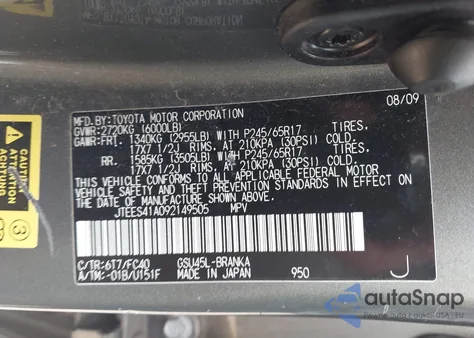 08/09
MFD.BY:TOYOTA MOTOR CORPORATION
GVWR:2720KG (6000LB)
GAWR:FRT. 1340KG (2955LB) WITH P245/65R17 TIRES,
17X7 1/2J RIMS, AT 210KPA (30PSI) COLD.
RR. 1585KG (3505LB) WITH P245/65R17 TIRES,
17X7 1/2J RIMS, AT 210KPA (30PSI) COLD.
THIS VEHICLE CONFORMS TO ALL APPLICABLE FEDERAL MOTOR
VEHICLE SAFETY AND THEFT PREVENTION STANDARDS IN EFFECT
ON THE DATE OF MANUFACTURE SHOWN ABOVE.
JTEES41A092149505 MPV
C/TR:6T7/FC40 GSU45L-BRANKA
A/TM:-01B/U151F MADE IN JAPAN 950 J
CAUTION
ACHTUNG
autoSnap